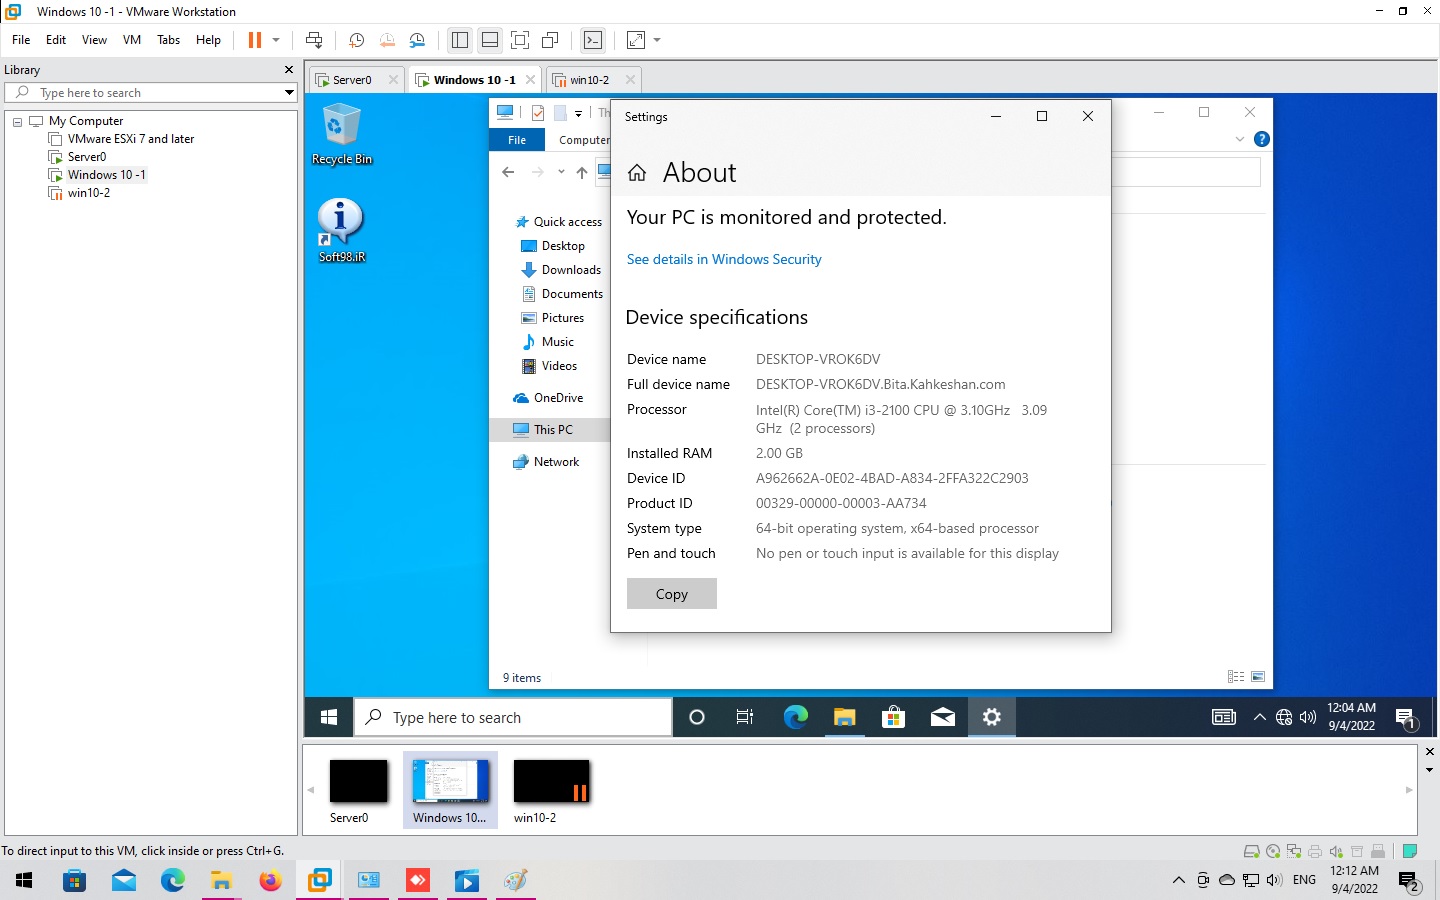 Windows 10 -1 - VMware Workstation
File Edit View VM Tabs Help
Library
Type here to search
My Computer
VMware ESXi 7 and later
Server0
Windows 10 -1
win10-2
Server0
Windows 10 -1
win10-2
Recycle Bin
Soft98.iR
Th
File
Computer
Quick access
Desktop
Downloads
Documents
Pictures
Music
Videos
OneDrive
This PC
Network
9 items
Settings
About
Your PC is monitored and protected.
See details in Windows Security
Device specifications
Device name DESKTOP-VROK6DV
Full device name DESKTOP-VROK6DV.Bita.Kahkeshan.com
Processor Intel(R) Core(TM) i3-2100 CPU @ 3.10GHz 3.09
GHz (2 processors)
Installed RAM 2.00 GB
Device ID A962662A-0E02-4BAD-A834-2FFA322C2903
Product ID 00329-00000-00003-AA734
System type 64-bit operating system, x64-based processor
Pen and touch No pen or touch input is available for this display
Copy
Type here to search
12:04 AM
9/4/2022
1
Server0
Windows 10...
win10-2
To direct input to this VM, click inside or press Ctrl+G.
ENG
12:12 AM
9/4/2022
2